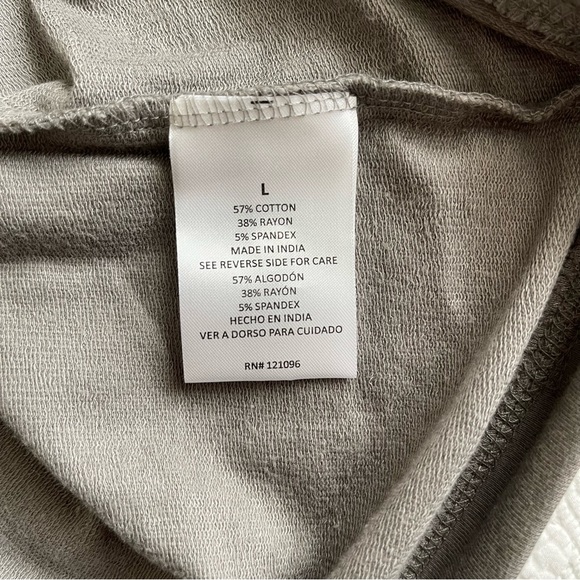 L
57% COTTON
38% RAYON
5% SPANDEX
MADE IN INDIA
SEE REVERSE SIDE FOR CARE
57% ALGODÓN
38% RAYÓN
5% SPANDEX
HECHO EN INDIA
VER A DORSO PARA CUIDADO
RN# 121096